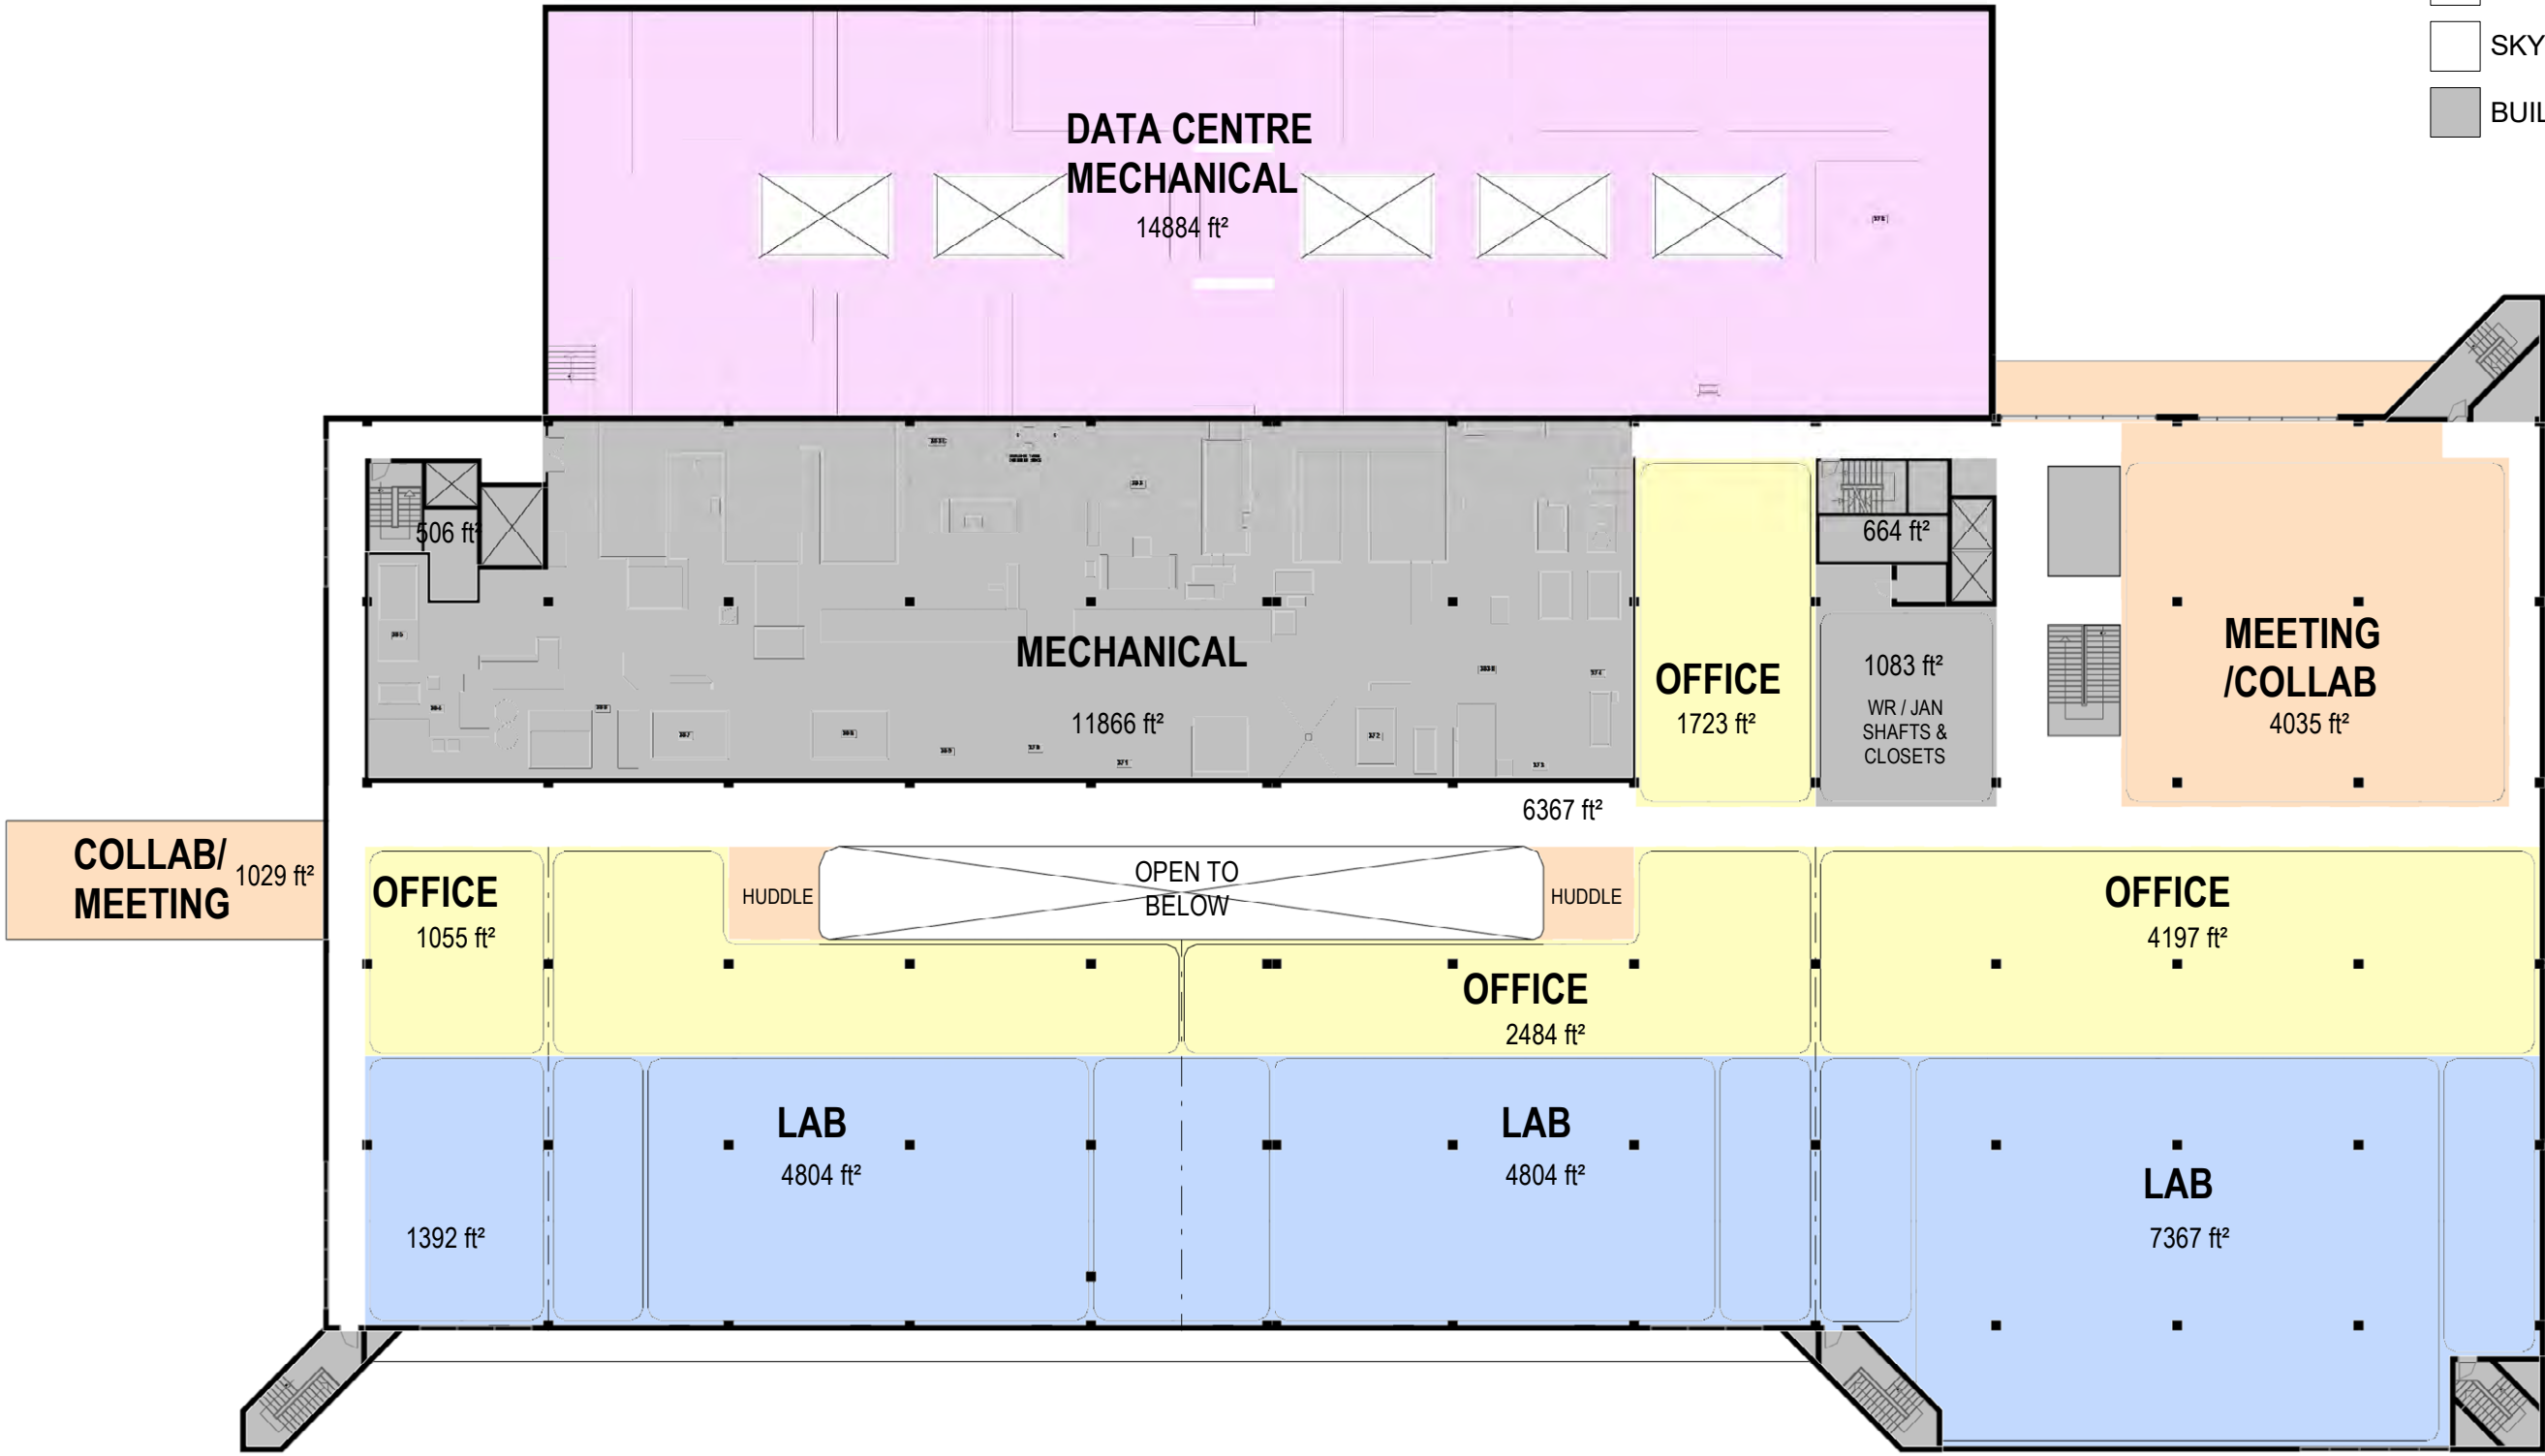 SKY
BUIL
DATA CENTRE
MECHANICAL
14884 ft²
506 ft²
664 ft²
MECHANICAL
11866 ft²
OFFICE
1723 ft²
1083 ft²
WR / JAN
SHAFTS &
CLOSETS
MEETING
/COLLAB
4035 ft²
6367 ft²
COLLAB/
MEETING
1029 ft²
OFFICE
1055 ft²
HUDDLE
OPEN TO
BELOW
HUDDLE
OFFICE
2484 ft²
OFFICE
4197 ft²
LAB
4804 ft²
LAB
4804 ft²
LAB
7367 ft²
1392 ft²